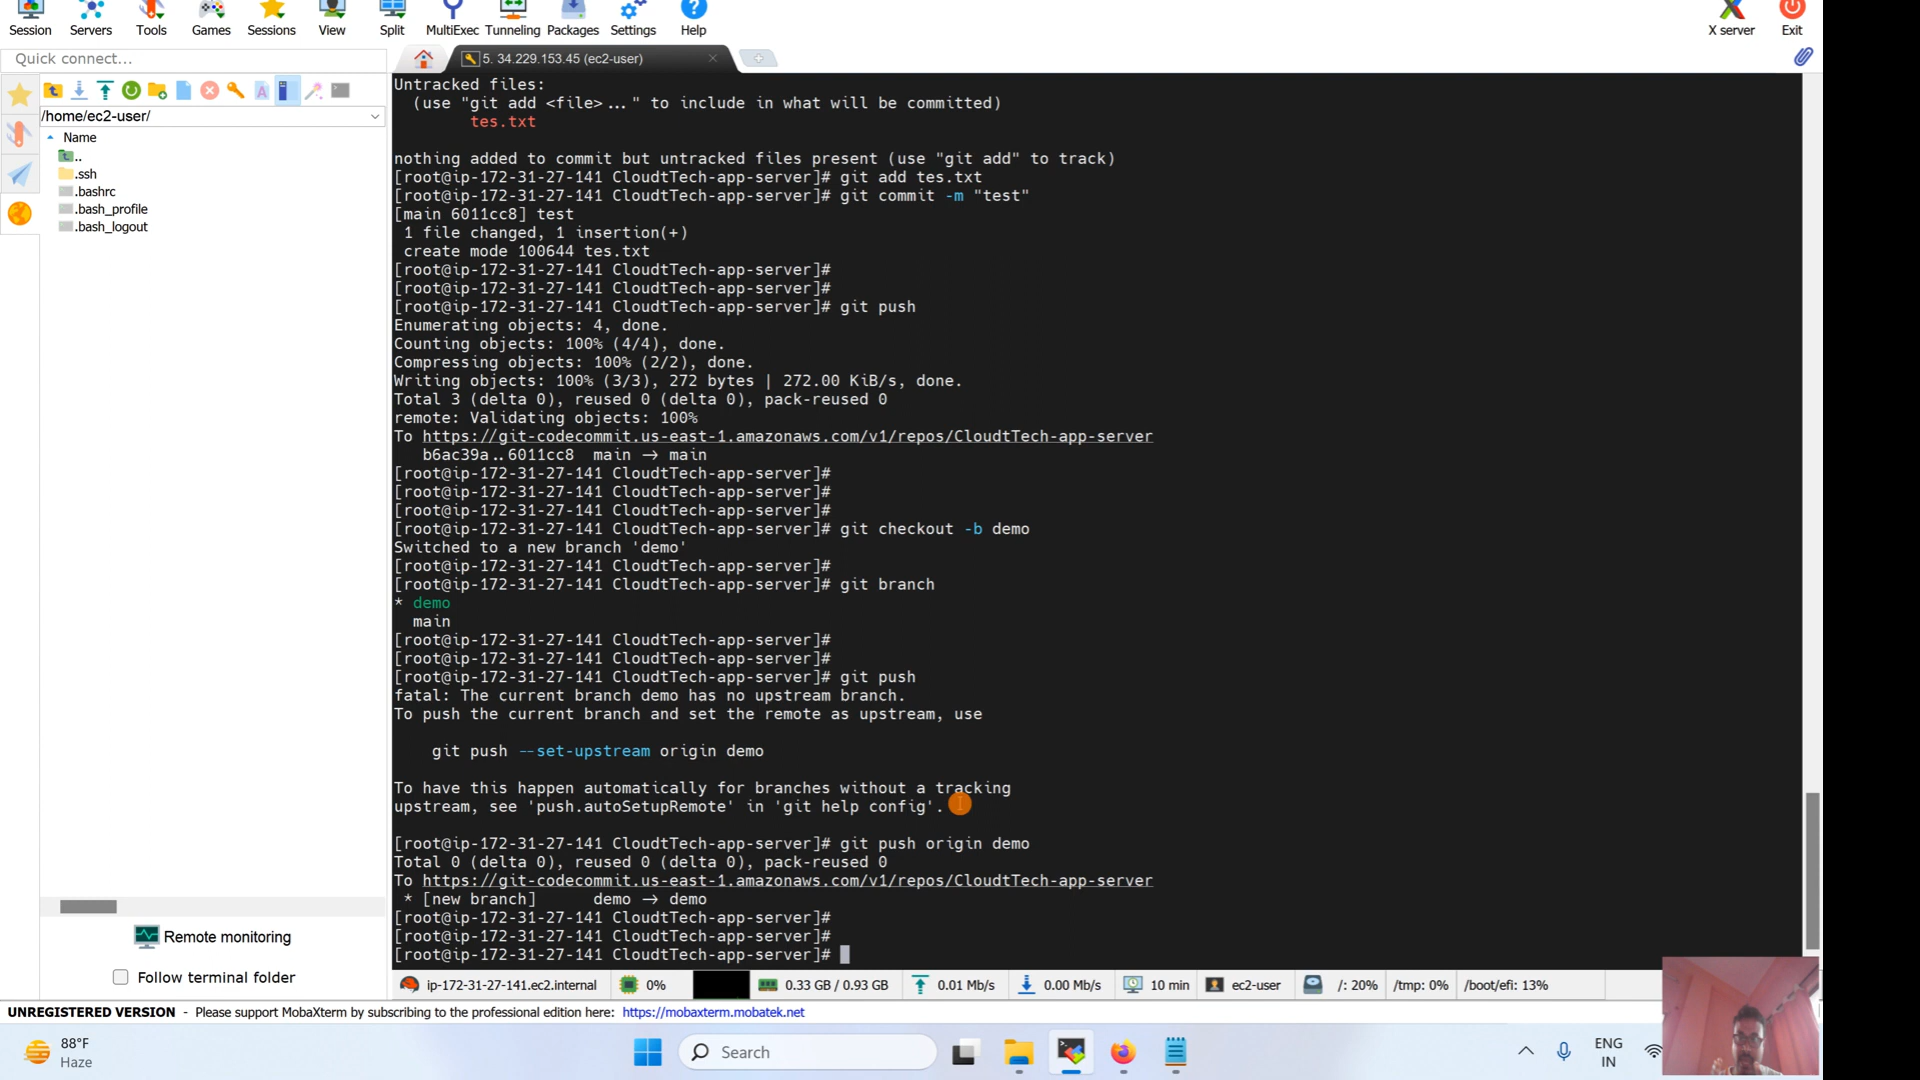 Session Servers Tools Games Sessions View Split MultiExec Tunneling Packages Settings Help X server Exit
Quick connect...
5. 34.229.153.45 (ec2-user)
/home/ec2-user/
Name
..
.ssh
.bashrc
.bash_profile
.bash_logout
Untracked files:
(use "git add <file>..." to include in what will be committed)
tes.txt
nothing added to commit but untracked files present (use "git add" to track)
[root@ip-172-31-27-141 CloudtTech-app-server]# git add tes.txt
[root@ip-172-31-27-141 CloudtTech-app-server]# git commit -m "test"
[main 6011cc8] test
1 file changed, 1 insertion(+)
create mode 100644 tes.txt
[root@ip-172-31-27-141 CloudtTech-app-server]#
[root@ip-172-31-27-141 CloudtTech-app-server]#
[root@ip-172-31-27-141 CloudtTech-app-server]# git push
Enumerating objects: 4, done.
Counting objects: 100% (4/4), done.
Compressing objects: 100% (2/2), done.
Writing objects: 100% (3/3), 272 bytes | 272.00 KiB/s, done.
Total 3 (delta 0), reused 0 (delta 0), pack-reused 0
remote: Validating objects: 100%
To https://git-codecommit.us-east-1.amazonaws.com/v1/repos/CloudtTech-app-server
b6ac39a..6011cc8 main -> main
[root@ip-172-31-27-141 CloudtTech-app-server]#
[root@ip-172-31-27-141 CloudtTech-app-server]#
[root@ip-172-31-27-141 CloudtTech-app-server]#
[root@ip-172-31-27-141 CloudtTech-app-server]# git checkout -b demo
Switched to a new branch 'demo'
[root@ip-172-31-27-141 CloudtTech-app-server]#
[root@ip-172-31-27-141 CloudtTech-app-server]# git branch
* demo
main
[root@ip-172-31-27-141 CloudtTech-app-server]#
[root@ip-172-31-27-141 CloudtTech-app-server]#
[root@ip-172-31-27-141 CloudtTech-app-server]# git push
fatal: The current branch demo has no upstream branch.
To push the current branch and set the remote as upstream, use
git push --set-upstream origin demo
To have this happen automatically for branches without a tracking
upstream, see 'push.autoSetupRemote' in 'git help config'.
[root@ip-172-31-27-141 CloudtTech-app-server]# git push origin demo
Total 0 (delta 0), reused 0 (delta 0), pack-reused 0
To https://git-codecommit.us-east-1.amazonaws.com/v1/repos/CloudtTech-app-server
* [new branch] demo -> demo
[root@ip-172-31-27-141 CloudtTech-app-server]#
[root@ip-172-31-27-141 CloudtTech-app-server]#
[root@ip-172-31-27-141 CloudtTech-app-server]#
Remote monitoring
Follow terminal folder
ip-172-31-27-141.ec2.internal 0% 0.33 GB / 0.93 GB 0.01 Mb/s 0.00 Mb/s 10 min ec2-user /: 20% /tmp: 0% /boot/efi: 13%
UNREGISTERED VERSION - Please support MobaXterm by subscribing to the professional edition here: https://mobaxterm.mobatek.net
88°F
Haze
Search
ENG
IN